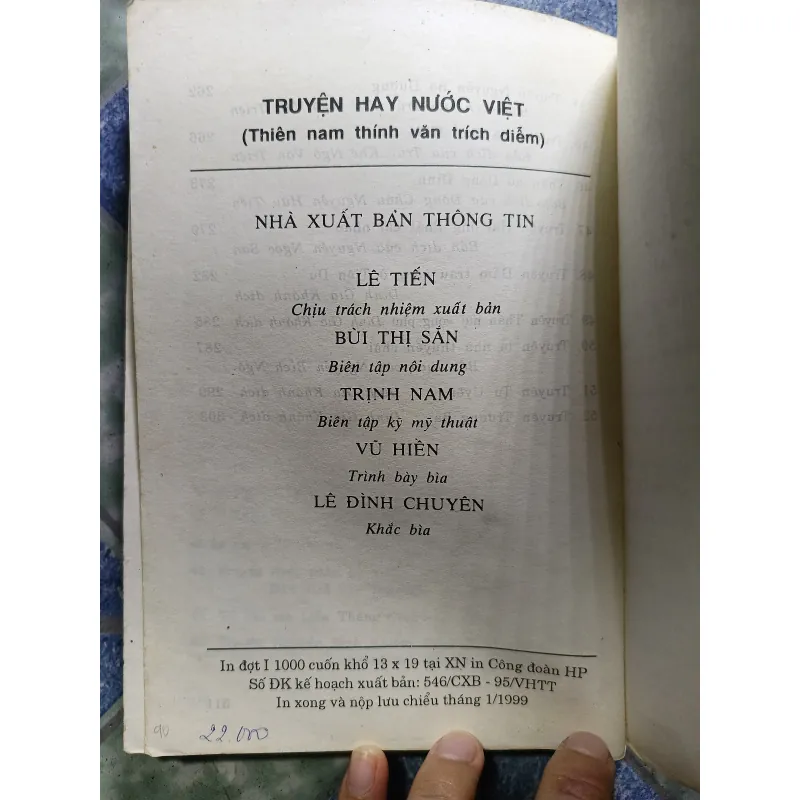 TRUYỆN HAY NƯỚC VIỆT
(Thiên nam thính văn trích diễm)
NHÀ XUẤT BẢN THÔNG TIN
LÊ TIẾN
Chịu trách nhiệm xuất bản
BÙI THỊ SẮN
Biên tập nôi dung
TRỊNH NAM
Biên tập kỹ mỹ thuât
VŨ HIỀN
Trình bày bìa
LÊ ĐÌNH CHUYÊN
Khắc bìa
In đợt I 1000 cuốn khổ 13 x 19 tại XN in Công đoàn HP
Số ĐK kế hoạch xuất bản: 546/CXB - 95/VHTT
In xong và nộp lưu chiểu tháng 1/1999
90 22.000